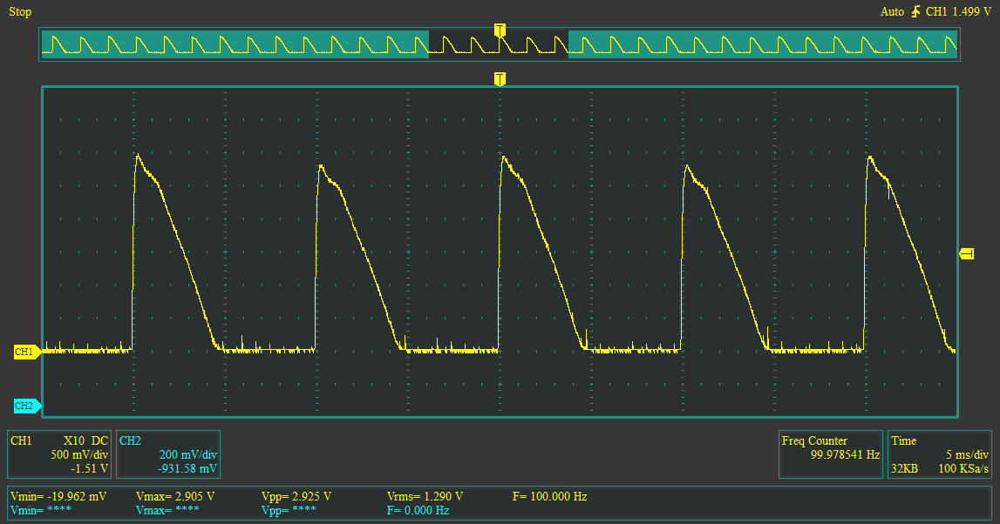 Stop
Auto CH1 1.499 V
T
T
CH1
CH2
CH1 X10 DC
500 mV/div
-1.51 V
CH2
200 mV/div
-931.58 mV
Freq Counter
99.978541 Hz
Time
5 ms/div
32KB 100 KSa/s
Vmin= -19.962 mV Vmax= 2.905 V Vpp= 2.925 V Vrms= 1.290 V F= 100.000 Hz
Vmin= **** Vmax= **** Vpp= **** F= 0.000 Hz